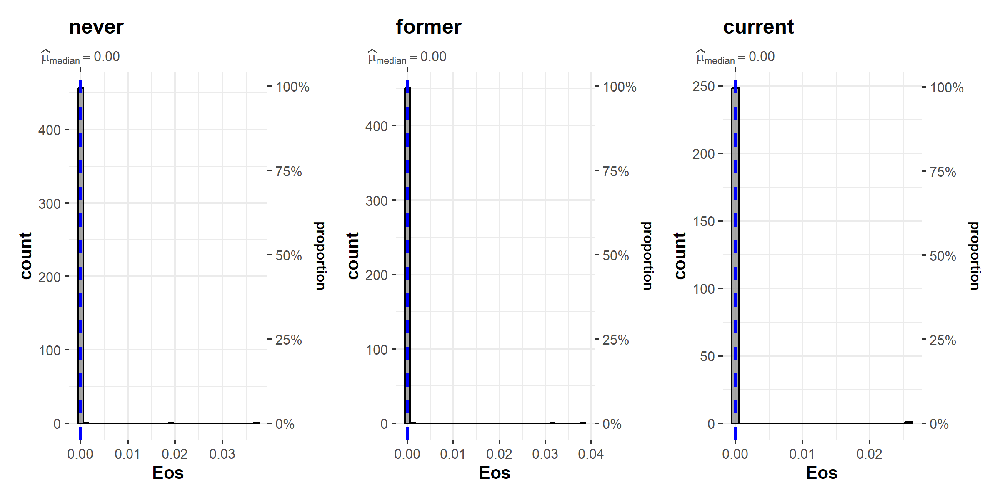 never
μ̂median = 0.00
400
300
200
100
0
count
100%
75%
50%
25%
0%
proportion
0.00 0.01 0.02 0.03
Eos
former
μ̂median = 0.00
400
300
200
100
0
count
100%
75%
50%
25%
0%
proportion
0.00 0.01 0.02 0.03 0.04
Eos
current
μ̂median = 0.00
250
200
150
100
50
0
count
100%
75%
50%
25%
0%
proportion
0.00 0.01 0.02
Eos